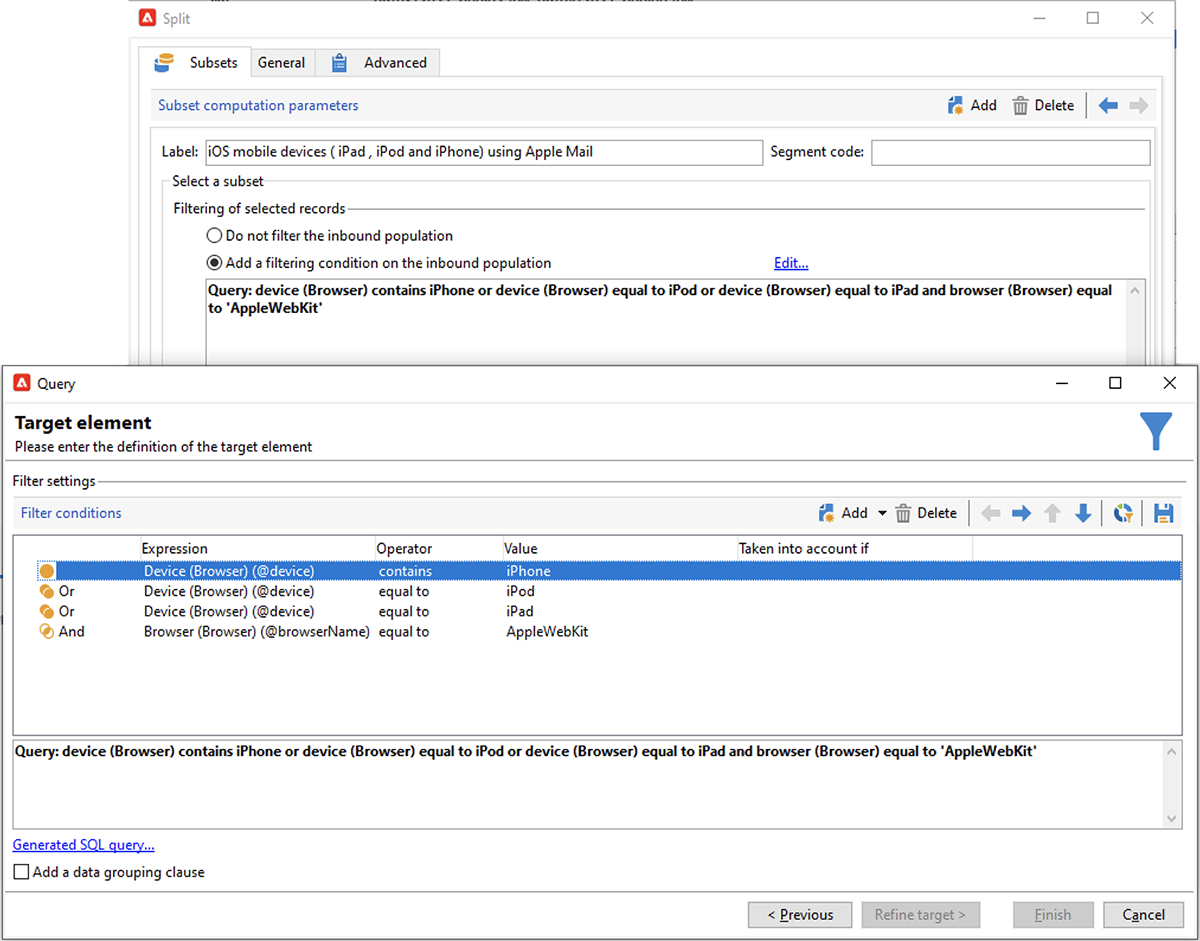 Split
Subsets General Advanced
Subset computation parameters Add Delete
Label: iOS mobile devices ( iPad , iPod and iPhone) using Apple Mail Segment code:
Select a subset
Filtering of selected records
Do not filter the inbound population
Add a filtering condition on the inbound population Edit...
Query: device (Browser) contains iPhone or device (Browser) equal to iPod or device (Browser) equal to iPad and browser (Browser) equal
to 'AppleWebKit'
Query
Target element
Please enter the definition of the target element
Filter settings
Filter conditions Add Delete
Expression Operator Value Taken into account if
Device (Browser) (@device) contains iPhone
Or Device (Browser) (@device) equal to iPod
Or Device (Browser) (@device) equal to iPad
And Browser (Browser) (@browserName) equal to AppleWebKit
Query: device (Browser) contains iPhone or device (Browser) equal to iPod or device (Browser) equal to iPad and browser (Browser) equal to 'AppleWebKit'
Generated SQL query...
Add a data grouping clause
< Previous Refine target > Finish Cancel